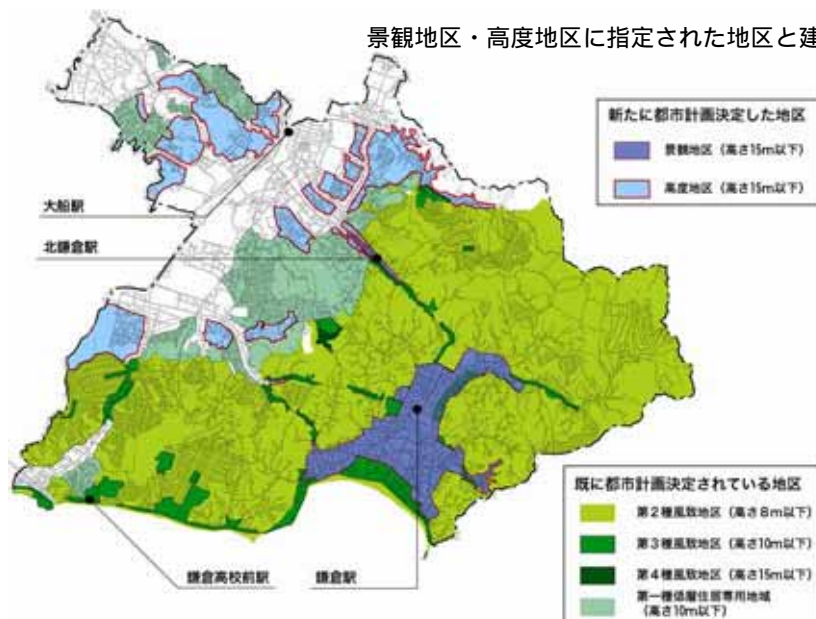 景観地区・高度地区に指定された地区と建
新たに都市計画決定した地区
景観地区（高さ15m以下）
高度地区（高さ15m以下）
大船駅
北鎌倉駅
鎌倉高校前駅
鎌倉駅
既に都市計画決定されている地区
第2種風致地区（高さ8m以下）
第3種風致地区（高さ10m以下）
第4種風致地区（高さ15m以下）
第一種低層住居専用地域
（高さ10m以下）